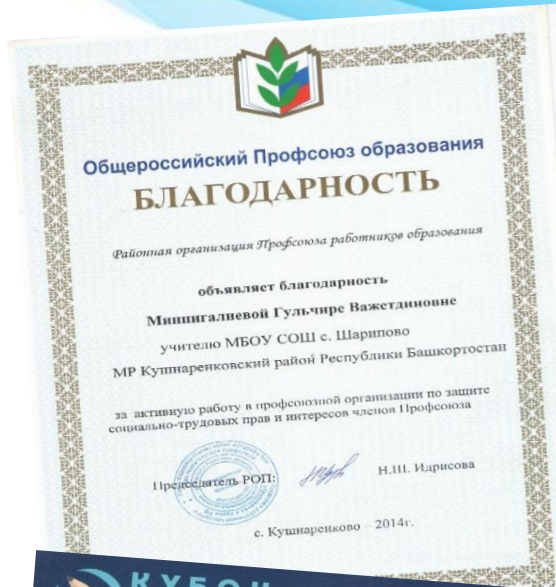 Общероссийский Профсоюз образования
БЛАГОДАРНОСТЬ
Районная организация Профсоюза работников образования
объявляет благодарность
Миннигалиевой Гульчире Важетдиновне
учителю МБОУ СОШ с. Шарипово
МР Кушнаренковский район Республики Башкортостан
за активную работу в профсоюзной организации по защите
социально-трудовых прав и интересов членов Профсоюза
Председатель РОП:
Н.Ш. Идрисова
с. Кушнаренково – 2014г.